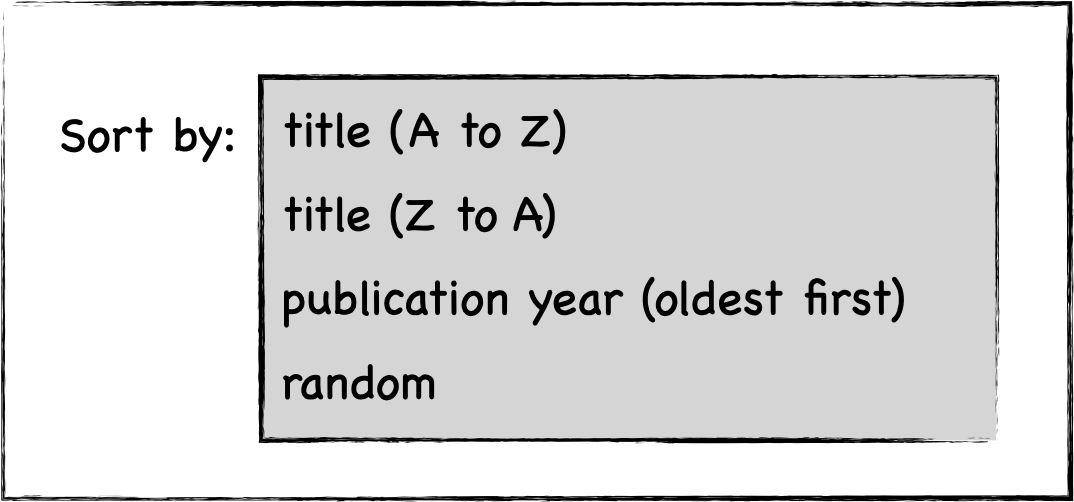 Sort by: title (A to Z)
title (Z to A)
publication year (oldest first)
random